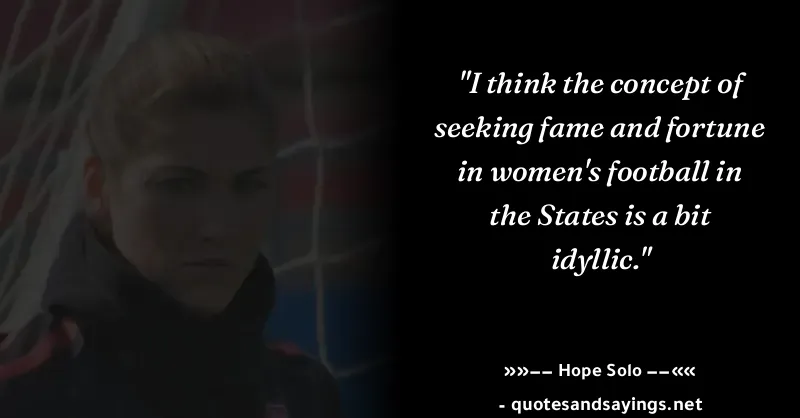 "I think the concept of
seeking fame and fortune
in women's football in
the States is a bit
idyllic."
»»−− Hope Solo −−««
- quotesandsayings.net